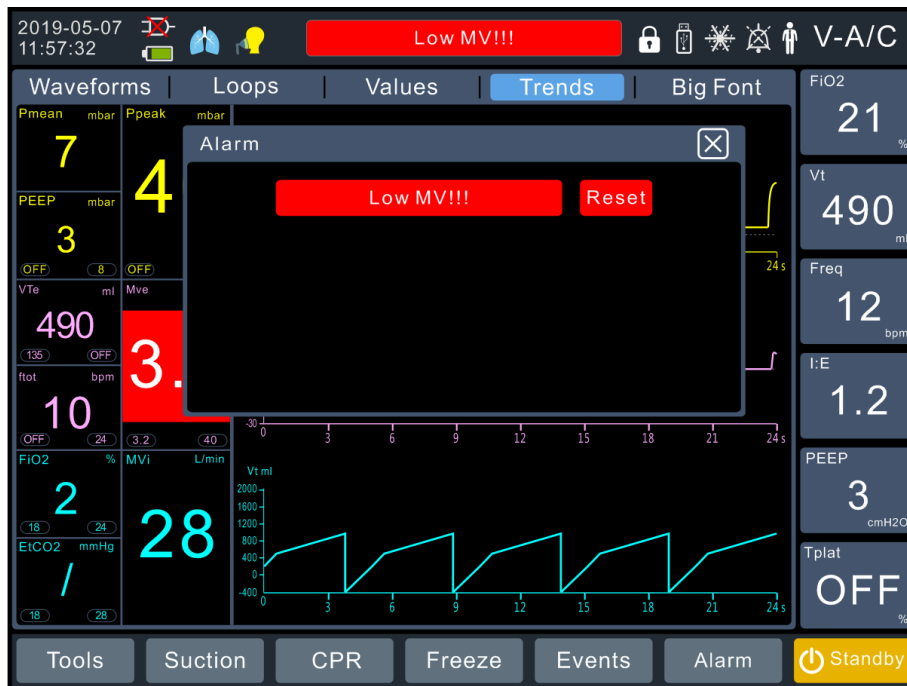 2019-05-07
11:57:32
Low MV!!!
V-A/C
Waveforms
Loops
Values
Trends
Big Font
Pmean mbar
7
Ppeak mbar
4
OFF
PEEP mbar
3
OFF 8
VTe ml
490
135 OFF
Mve
3.
3.2 40
ftot bpm
10
OFF 24
FiO2 %
2
18 24
MVi L/min
28
EtCO2 mmHg
/
18 28
Alarm
Low MV!!!
Reset
24 s
-30
0 3 6 9 12 15 18 21 24 s
Vt ml
2000
1600
1200
800
400
0
-400
0 3 6 9 12 15 18 21 24 s
FiO2
21
%
Vt
490
ml
Freq
12
bpm
I:E
1.2
PEEP
3
cmH2O
Tplat
OFF
%
Tools
Suction
CPR
Freeze
Events
Alarm
Standby